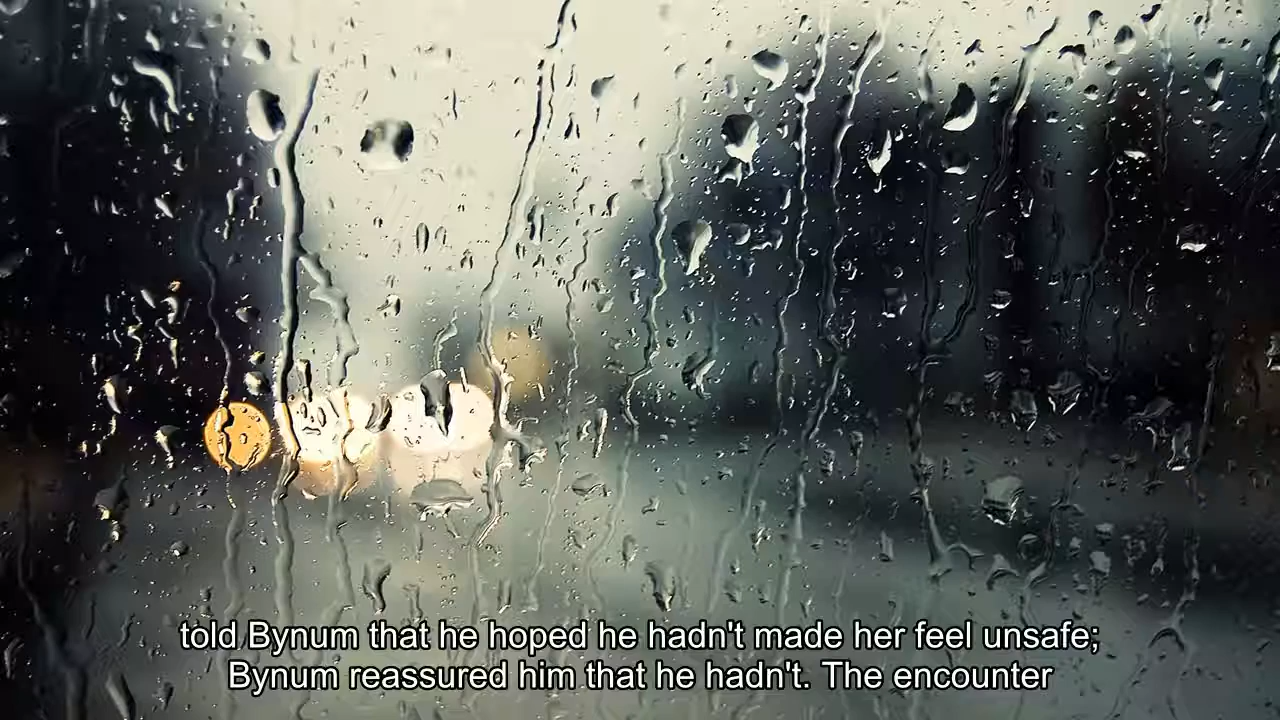 told Bynum that he hoped he hadn't made her feel unsafe;
Bynum reassured him that he hadn't. The encounter